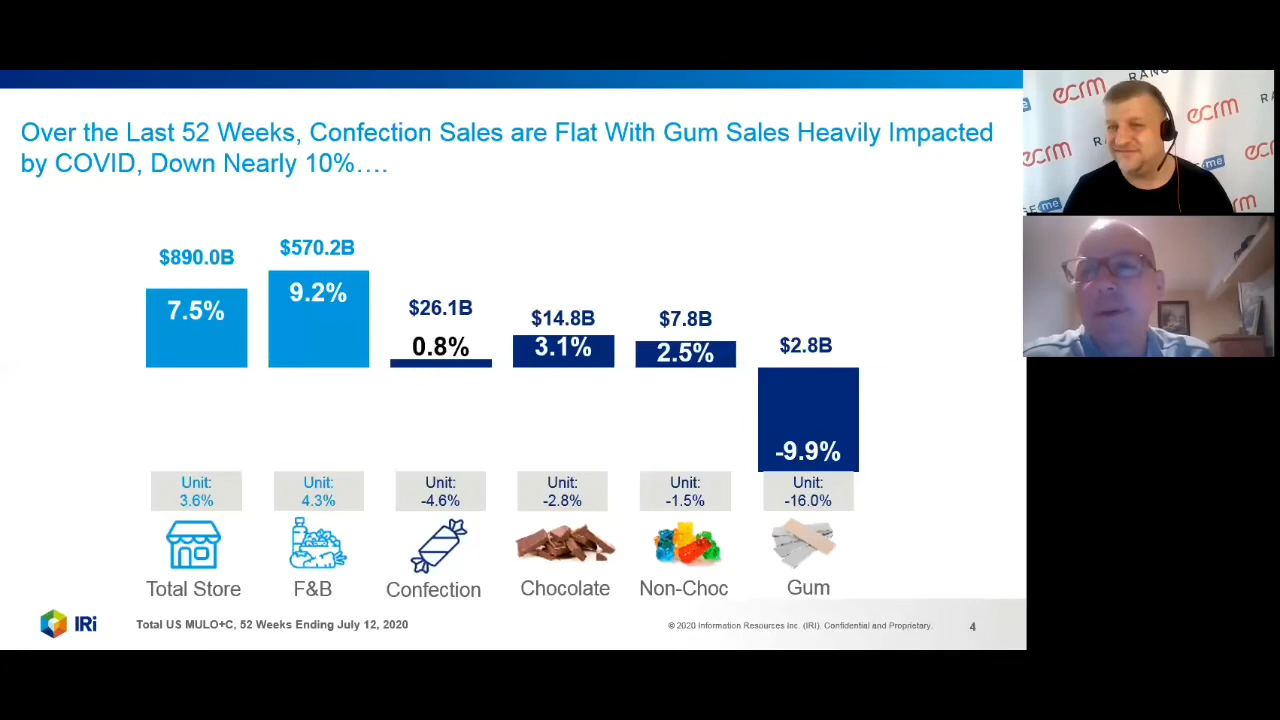 Over the Last 52 Weeks, Confection Sales are Flat With Gum Sales Heavily Impacted
by COVID, Down Nearly 10%....
$890.0B
$570.2B
$26.1B
$14.8B
$7.8B
$2.8B
7.5%
9.2%
0.8%
3.1%
2.5%
-9.9%
Unit:
3.6%
Unit:
4.3%
Unit:
-4.6%
Unit:
-2.8%
Unit:
-1.5%
Unit:
-16.0%
Total Store
F&B
Confection
Chocolate
Non-Choc
Gum
IRi
Total US MULO+C, 52 Weeks Ending July 12, 2020
© 2020 Information Resources Inc. (IRI). Confidential and Proprietary.
4
ecrm
ecrm
ecrm
me